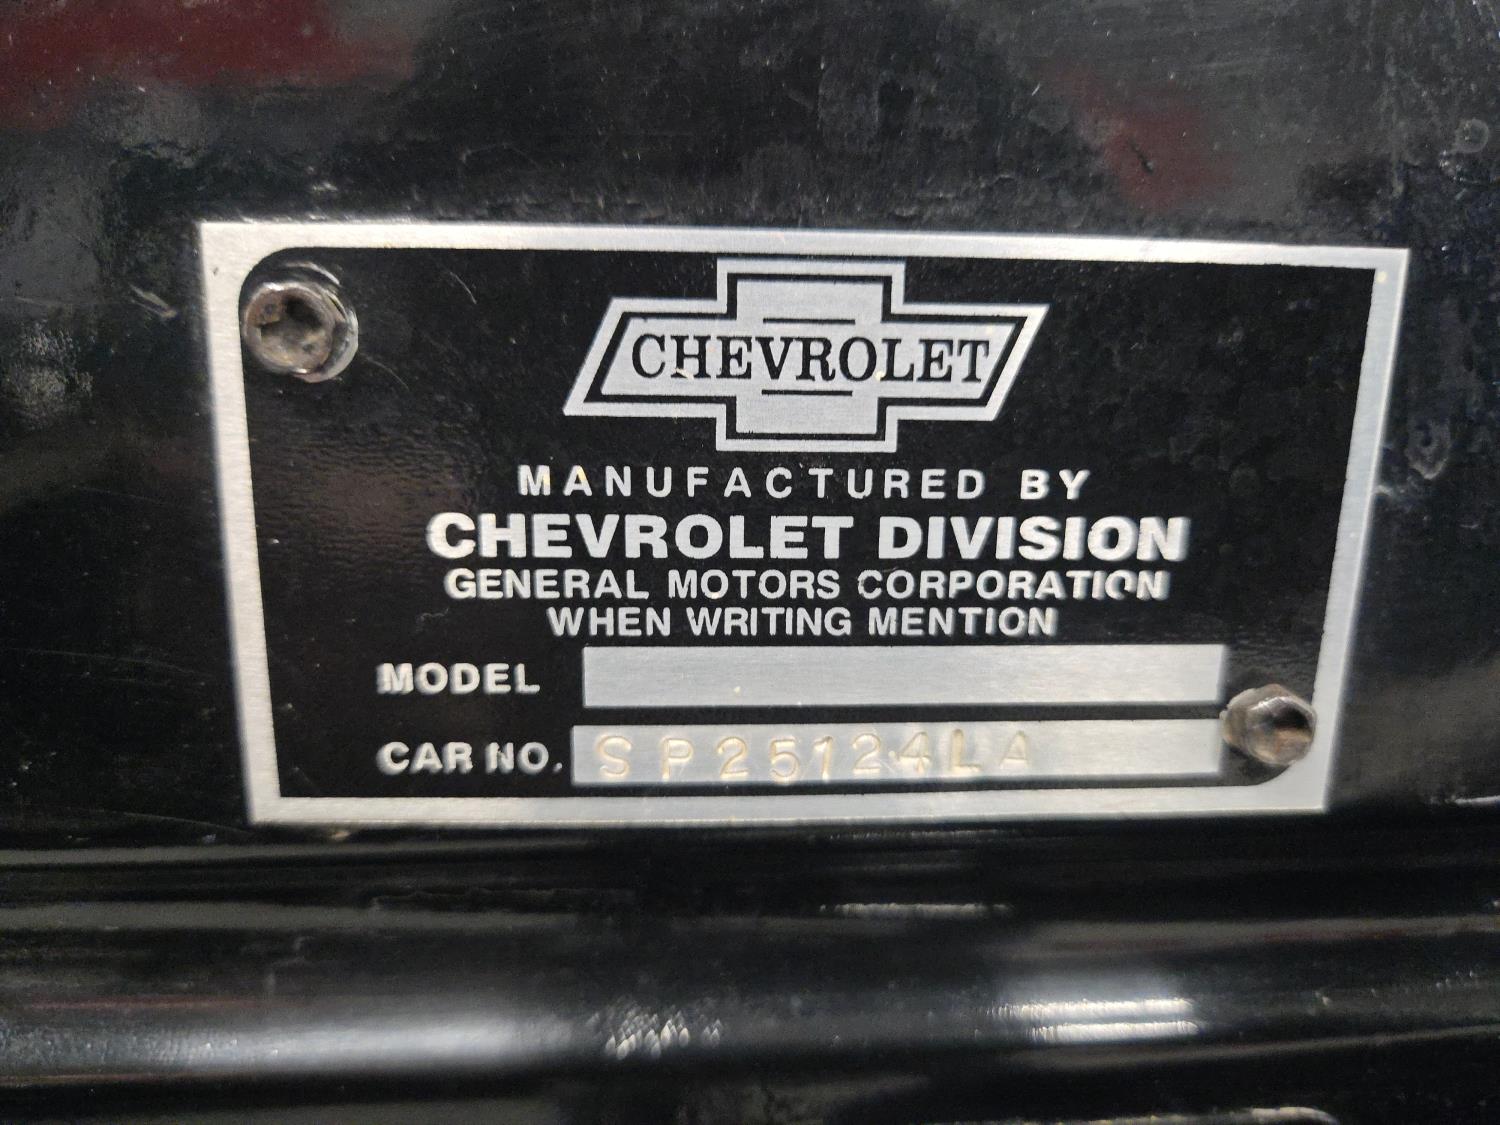 CHEVROLET
MANUFACTURED BY
CHEVROLET DIVISION
GENERAL MOTORS CORPORATION
WHEN WRITING MENTION
MODEL
CAR NO. SP25124LA